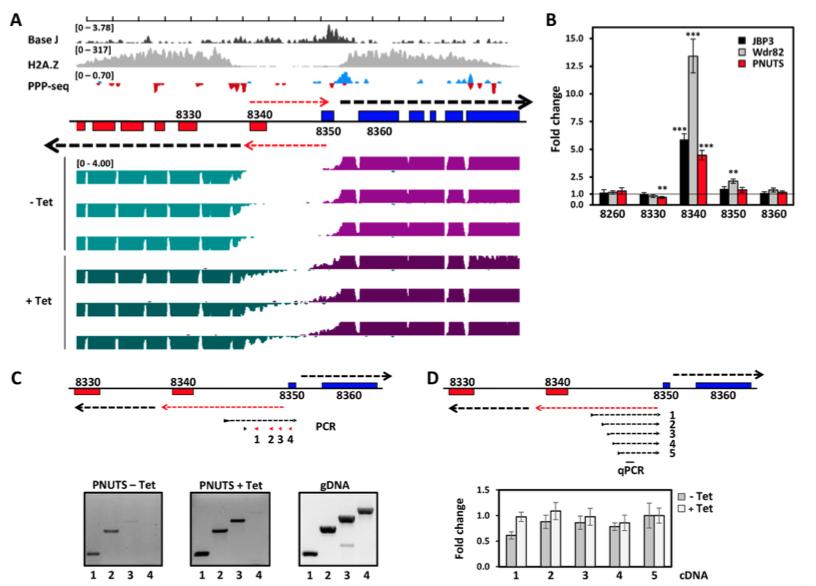 A
[0 – 3.78]
Base J
[0 – 317]
H2A.Z
[0 – 0.70]
PPP-seq
8330 8340
8350 8360
[0 – 4.00]
- Tet
+ Tet
B
JBP3
Wdr82
PNUTS
Fold change
15.0
12.5
10.0
7.5
5.0
2.5
1.0
0.0
***
***
***
**
**
8260 8330 8340 8350 8360
C
8330 8340
8350 8360
PCR
1 2 3 4
PNUTS – Tet
PNUTS + Tet
gDNA
1 2 3 4
1 2 3 4
1 2 3 4
D
8330 8340
8350 8360
1
2
3
4
5
qPCR
Fold change
1.5
1.0
0.5
0.0
- Tet
+ Tet
1 2 3 4 5 cDNA